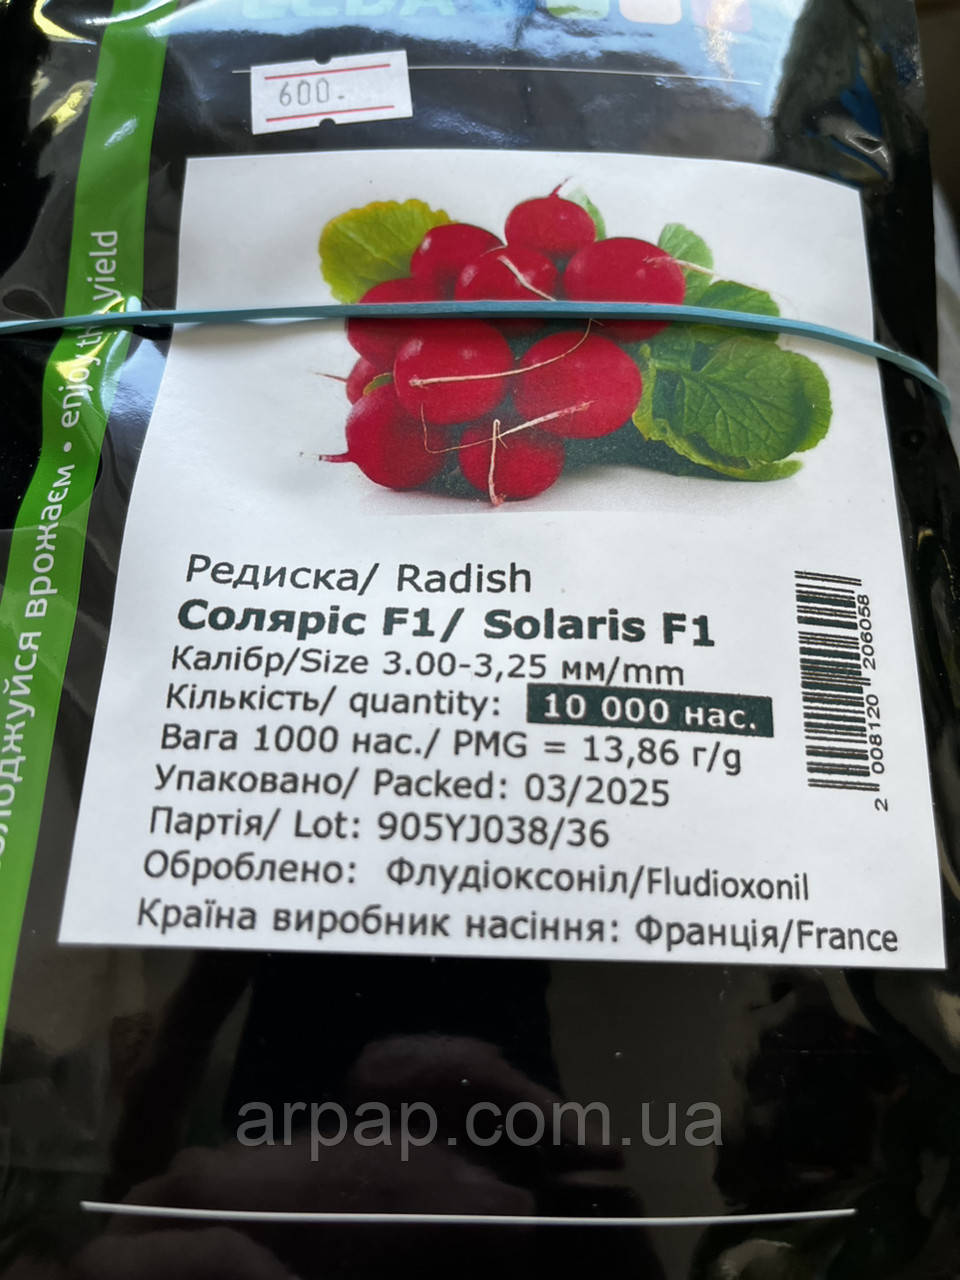 600.
Редиска/ Radish
Соляріс F1/ Solaris F1
Калібр/Size 3.00-3,25 мм/mm
Кількість/ quantity: 10 000 нас.
Вага 1000 нас./ PMG = 13,86 г/g
Упаковано/ Packed: 03/2025
Партія/ Lot: 905YJ038/36
Оброблено: Флудіоксоніл/Fludioxonil
Країна виробник насіння: Франція/France
2 008120 206058
врожаєм • enjoy the yield
arpap.com.ua